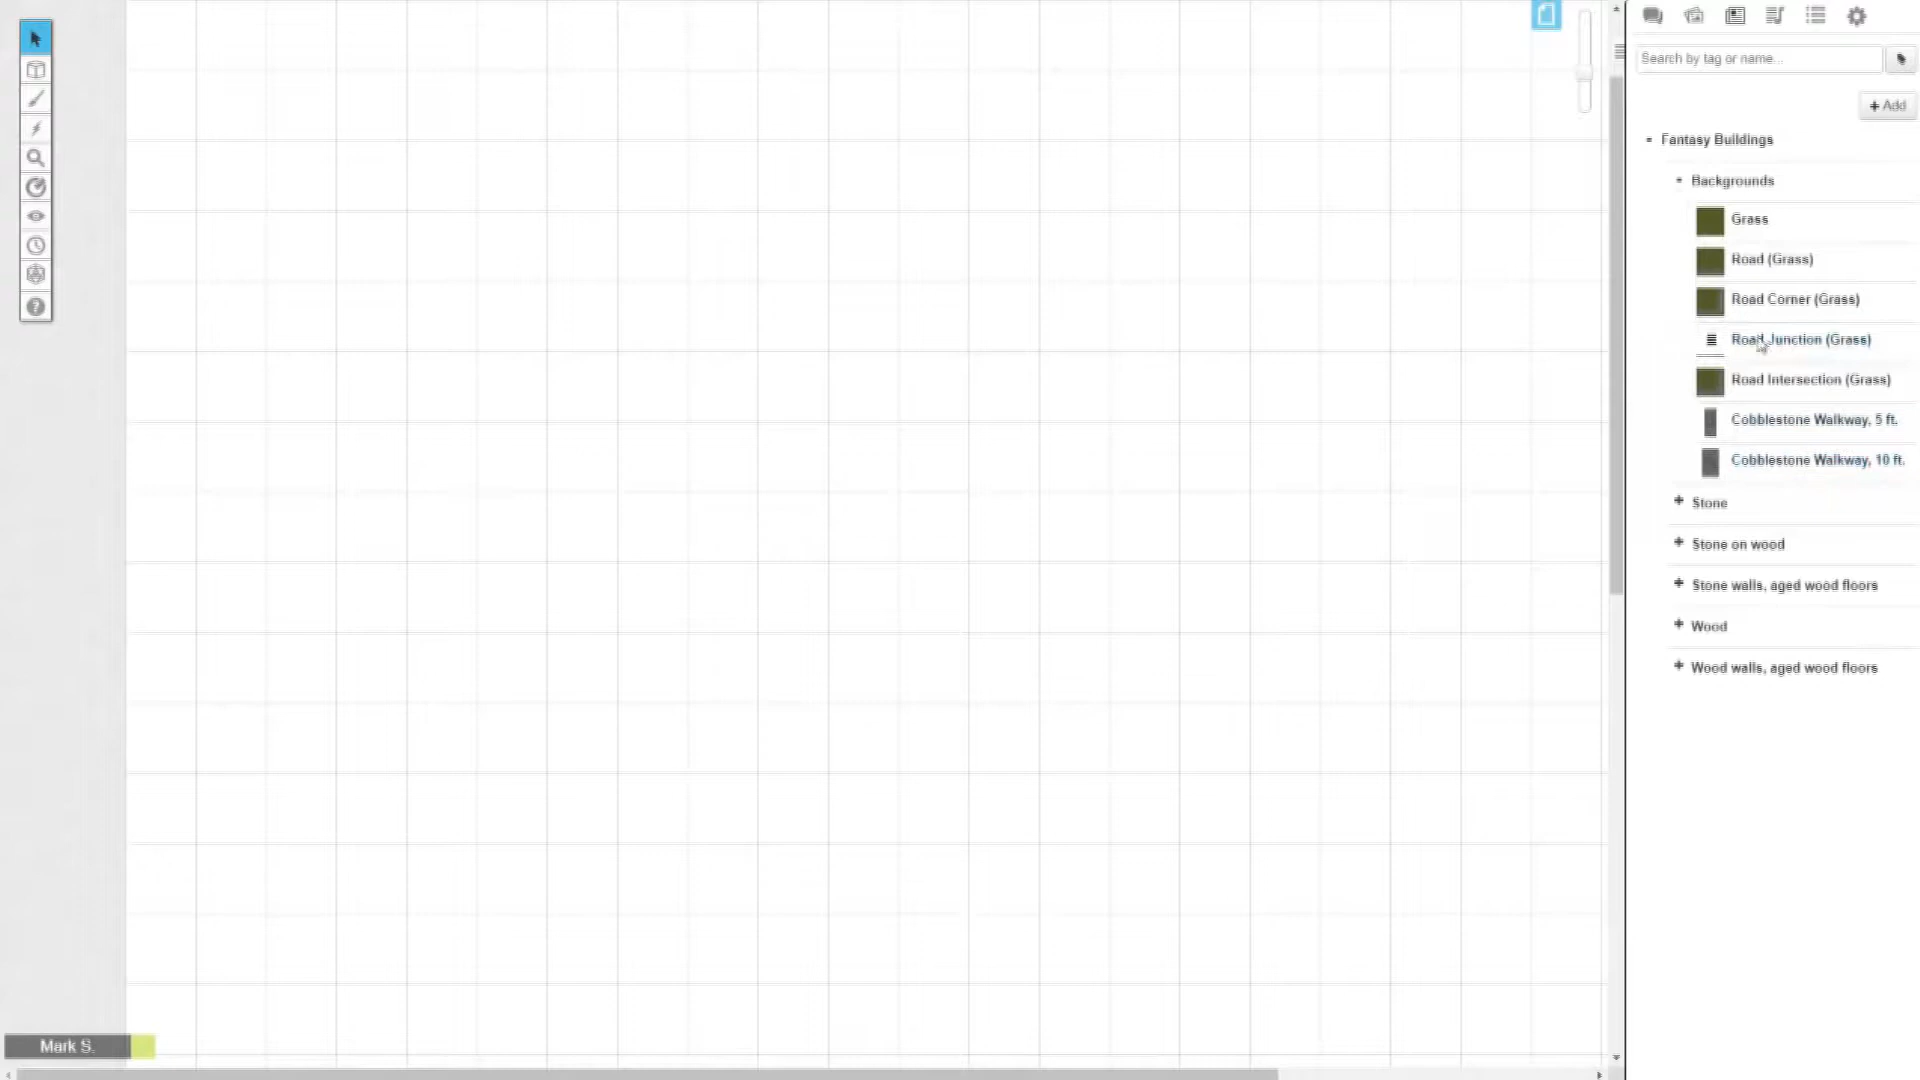 Search by tag or name...
+ Add
Fantasy Buildings
Backgrounds
Grass
Road (Grass)
Road Corner (Grass)
Road Junction (Grass)
Road Intersection (Grass)
Cobblestone Walkway, 5 ft.
Cobblestone Walkway, 10 ft.
Stone
Stone on wood
Stone walls, aged wood floors
Wood
Wood walls, aged wood floors
Mark S.